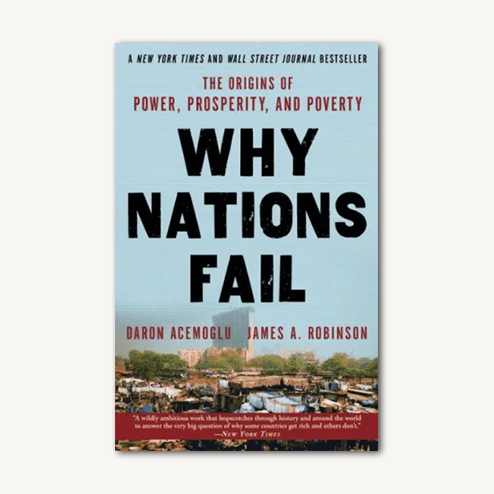 A NEW YORK TIMES AND WALL STREET JOURNAL BESTSELLER
THE ORIGINS OF
POWER, PROSPERITY, AND POVERTY
WHY
NATIONS
FAIL
DARON ACEMOGLU JAMES A. ROBINSON
"A wildly ambitious work that hopscotches through history and around the world
to answer the very big question of why some countries get rich and others don't."
—NEW YORK TIMES